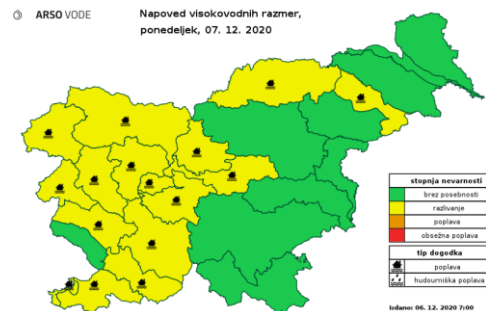 ARSO VODE
Napoved visokovodnih razmer,
ponedeljek, 07. 12. 2020
stopnja nevarnosti
brez posebnosti
razlivanje
poplava
obsežna poplava
tip dogodka
poplava
hudourniška poplava
Izdano: 06. 12. 2020 7:00